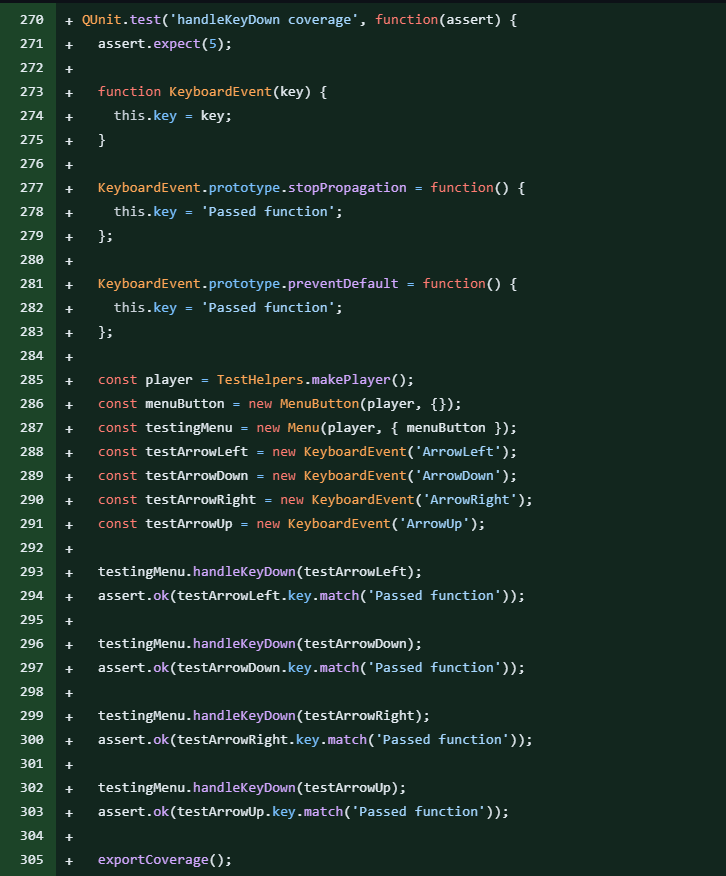 270 + QUnit.test('handleKeyDown coverage', function(assert) {
271 +   assert.expect(5);
272 +
273 +   function KeyboardEvent(key) {
274 +     this.key = key;
275 +   }
276 +
277 +   KeyboardEvent.prototype.stopPropagation = function() {
278 +     this.key = 'Passed function';
279 +   };
280 +
281 +   KeyboardEvent.prototype.preventDefault = function() {
282 +     this.key = 'Passed function';
283 +   };
284 +
285 +   const player = TestHelpers.makePlayer();
286 +   const menuButton = new MenuButton(player, {});
287 +   const testingMenu = new Menu(player, { menuButton });
288 +   const testArrowLeft = new KeyboardEvent('ArrowLeft');
289 +   const testArrowDown = new KeyboardEvent('ArrowDown');
290 +   const testArrowRight = new KeyboardEvent('ArrowRight');
291 +   const testArrowUp = new KeyboardEvent('ArrowUp');
292 +
293 +   testingMenu.handleKeyDown(testArrowLeft);
294 +   assert.ok(testArrowLeft.key.match('Passed function'));
295 +
296 +   testingMenu.handleKeyDown(testArrowDown);
297 +   assert.ok(testArrowDown.key.match('Passed function'));
298 +
299 +   testingMenu.handleKeyDown(testArrowRight);
300 +   assert.ok(testArrowRight.key.match('Passed function'));
301 +
302 +   testingMenu.handleKeyDown(testArrowUp);
303 +   assert.ok(testArrowUp.key.match('Passed function'));
304 +
305 +   exportCoverage();